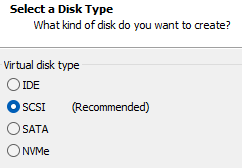 Select a Disk Type
What kind of disk do you want to create?
Virtual disk type
IDE
SCSI (Recommended)
SATA
NVMe